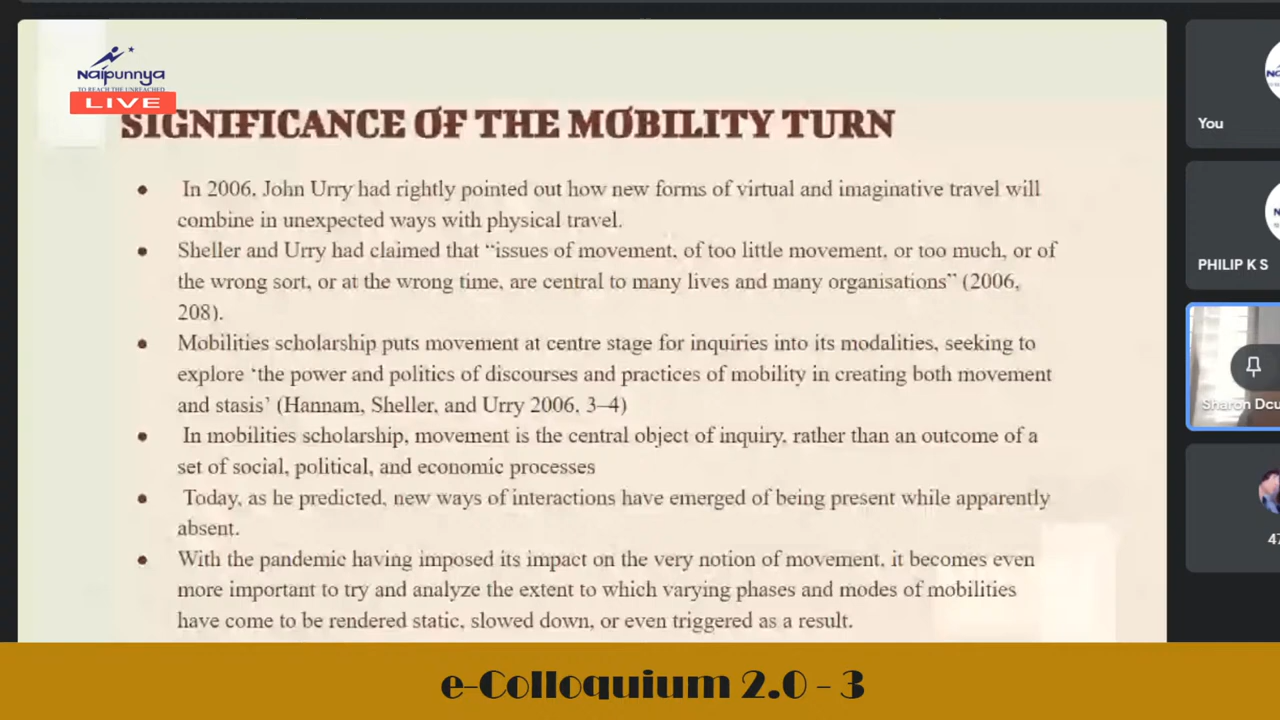 Naipunnya
TO REACH THE UNREACHED
LIVE
SIGNIFICANCE OF THE MOBILITY TURN
● In 2006, John Urry had rightly pointed out how new forms of virtual and imaginative travel will
combine in unexpected ways with physical travel.
● Sheller and Urry had claimed that “issues of movement, of too little movement, or too much, or of
the wrong sort, or at the wrong time, are central to many lives and many organisations” (2006,
208).
● Mobilities scholarship puts movement at centre stage for inquiries into its modalities, seeking to
explore ‘the power and politics of discourses and practices of mobility in creating both movement
and stasis’ (Hannam, Sheller, and Urry 2006, 3–4)
● In mobilities scholarship, movement is the central object of inquiry, rather than an outcome of a
set of social, political, and economic processes
● Today, as he predicted, new ways of interactions have emerged of being present while apparently
absent.
● With the pandemic having imposed its impact on the very notion of movement, it becomes even
more important to try and analyze the extent to which varying phases and modes of mobilities
have come to be rendered static, slowed down, or even triggered as a result.
You
PHILIP K S
Sharon Dcu
47
e-Colloquium 2.0 - 3